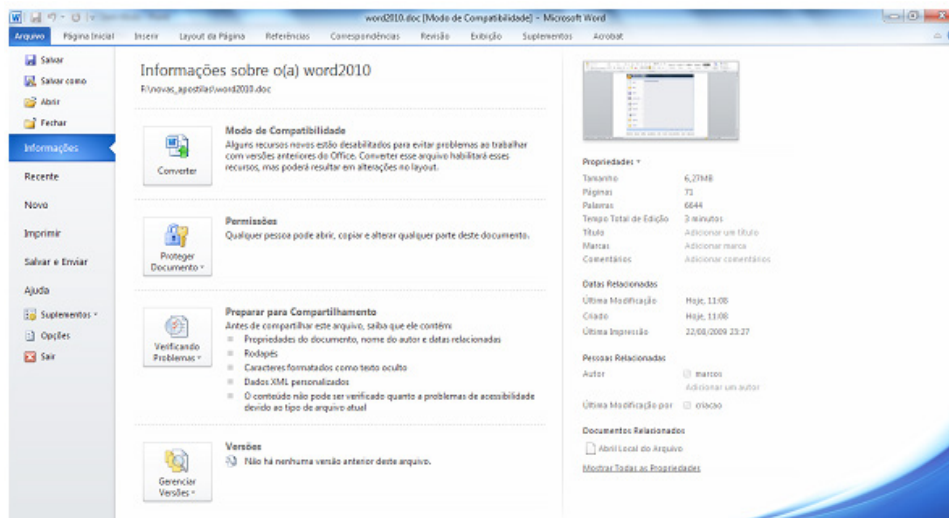 word2010.doc [Modo de Compatibilidade] - Microsoft Word
Arquivo Página Inicial Inserir Layout da Página Referências Correspondências Revisão Exibição Suplementos Acrobat
Salvar
Salvar como
Abrir
Fechar
Informações
Recente
Novo
Imprimir
Salvar e Enviar
Ajuda
Suplementos
Opções
Sair
Informações sobre o(a) word2010
F:\novas_apostilas\word2010.doc
Converter
Modo de Compatibilidade
Alguns recursos novos estão desabilitados para evitar problemas ao trabalhar
com versões anteriores do Office. Converter esse arquivo habilitará esses
recursos, mas poderá resultar em alterações no layout.
Proteger
Documento
Permissões
Qualquer pessoa pode abrir, copiar e alterar qualquer parte deste documento.
Verificando
Problemas
Preparar para Compartilhamento
Antes de compartilhar este arquivo, saiba que ele contém:
Propriedades do documento, nome do autor e datas relacionadas
Rodapés
Caracteres formatados como texto oculto
Dados XML personalizados
O conteúdo não pode ser verificado quanto a problemas de acessibilidade
devido ao tipo de arquivo atual
Gerenciar
Versões
Versões
Não há nenhuma versão anterior deste arquivo.
Propriedades
Tamanho 6,27MB
Páginas 71
Palavras 6644
Tempo Total de Edição 3 minutos
Título Adicionar um título
Marcas Adicionar marca
Comentários Adicionar comentários
Datas Relacionadas
Última Modificação Hoje, 11:08
Criado Hoje, 11:08
Última Impressão 22/08/2009 23:27
Pessoas Relacionadas
Autor marcos
Adicionar um autor
Última Modificação por criacao
Documentos Relacionados
Abrir Local do Arquivo
Mostrar Todas as Propriedades